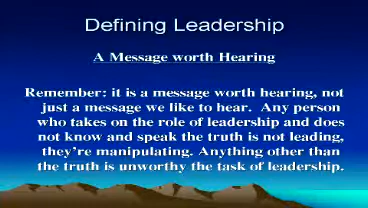 Defining Leadership
A Message worth Hearing
Remember: it is a message worth hearing, not
just a message we like to hear. Any person
who takes on the role of leadership and does
not know and speak the truth is not leading,
they're manipulating. Anything other than
the truth is unworthy the task of leadership.